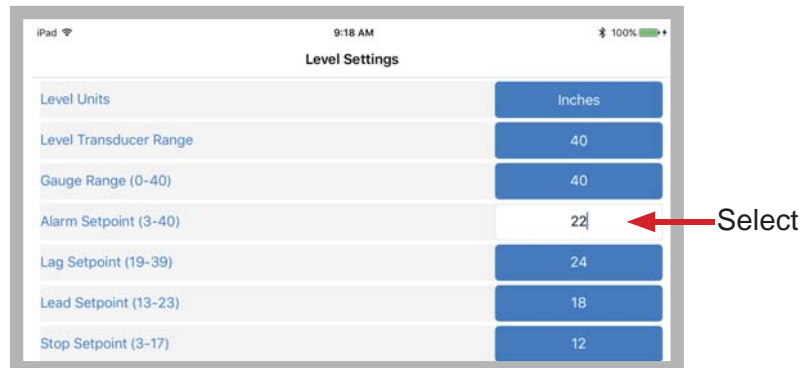 iPad 9:18 AM 100%
Level Settings
Level Units Inches
Level Transducer Range 40
Gauge Range (0-40) 40
Alarm Setpoint (3-40) 22 Select
Lag Setpoint (19-39) 24
Lead Setpoint (13-23) 18
Stop Setpoint (3-17) 12